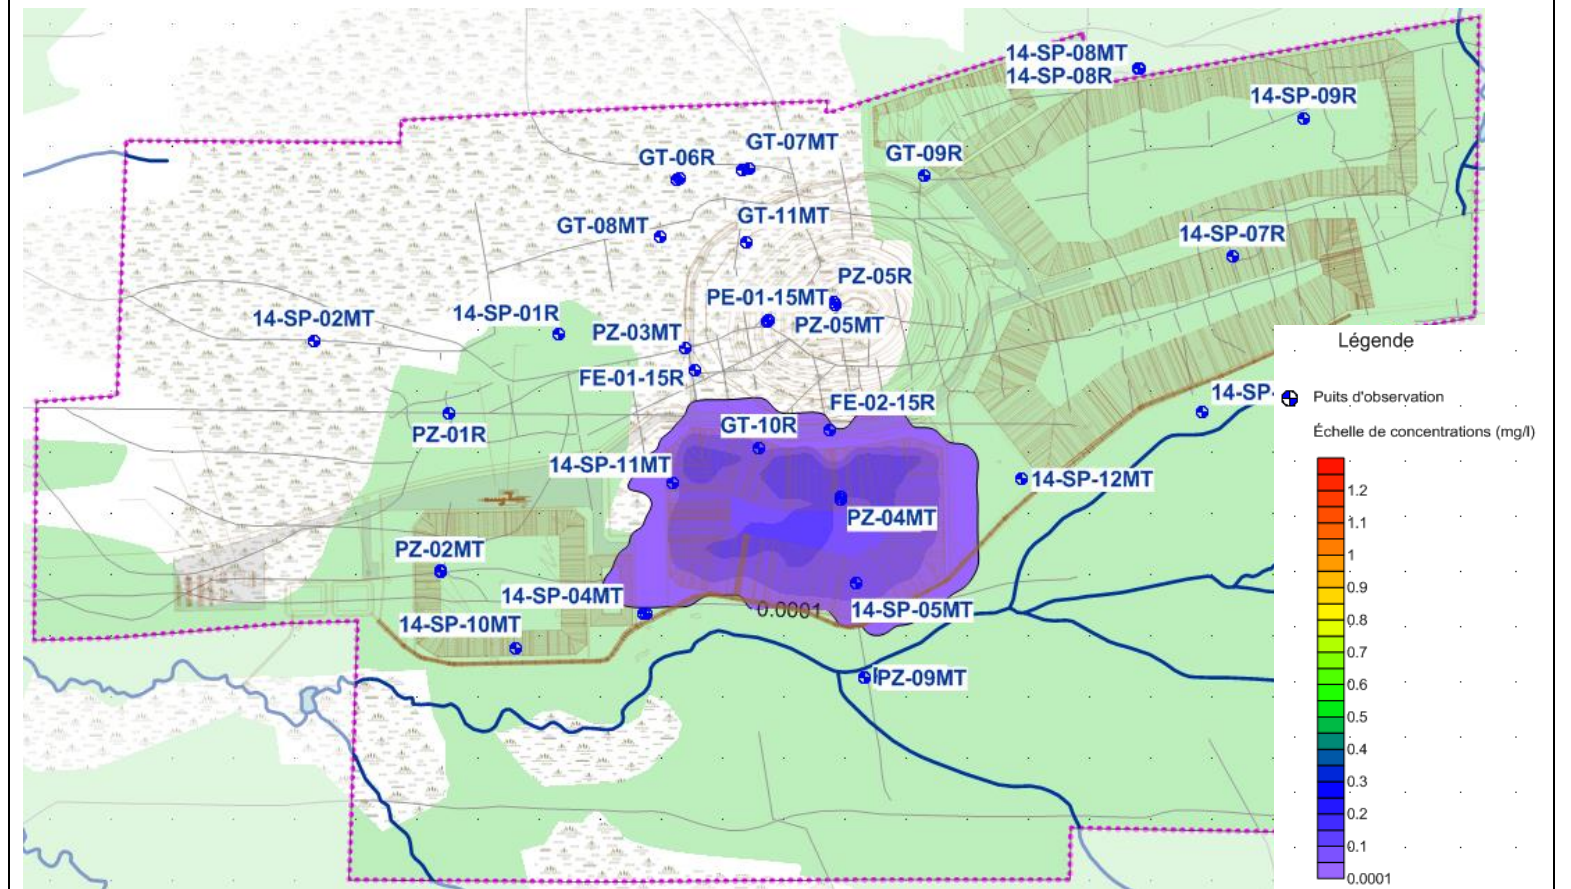 14-SP-08MT
14-SP-08R
14-SP-09R
GT-07MT
GT-06R
GT-09R
GT-11MT
GT-08MT
14-SP-07R
PZ-05R
PE-01-15MT
14-SP-02MT
14-SP-01R
PZ-05MT
PZ-03MT
FE-01-15R
14-SP-
FE-02-15R
GT-10R
PZ-01R
14-SP-11MT
14-SP-12MT
PZ-04MT
PZ-02MT
14-SP-04MT
0.0001
14-SP-05MT
14-SP-10MT
PZ-09MT
Légende
Puits d'observation
Échelle de concentrations (mg/l)
1.2
1.1
1
0.9
0.8
0.7
0.6
0.5
0.4
0.3
0.2
0.1
0.0001